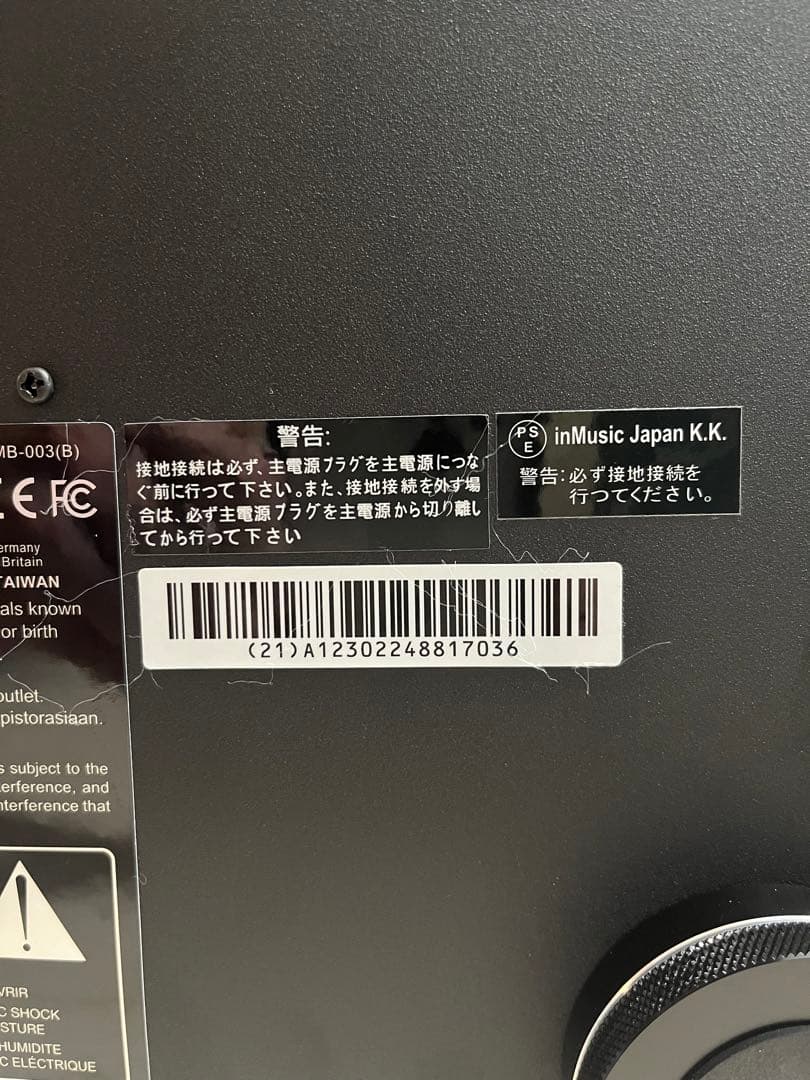 MB-003(B)
CE FC
ermany
Britain
TAIWAN
als known
or birth
outlet.
pistorasiaan.
s subject to the
erference, and
nterference that
VRIR
C SHOCK
STURE
HUMIDITE
C ELÉCTRIQUE
警告:
接地接続は必ず、主電源プラグを主電源につな
ぐ前に行って下さい。また、接地接続を外す場
合は、必ず主電源プラグを主電源から切り離し
てから行って下さい
PS
E
inMusic Japan K.K.
警告:必ず接地接続を
行つてください。
(21)A12302248817036